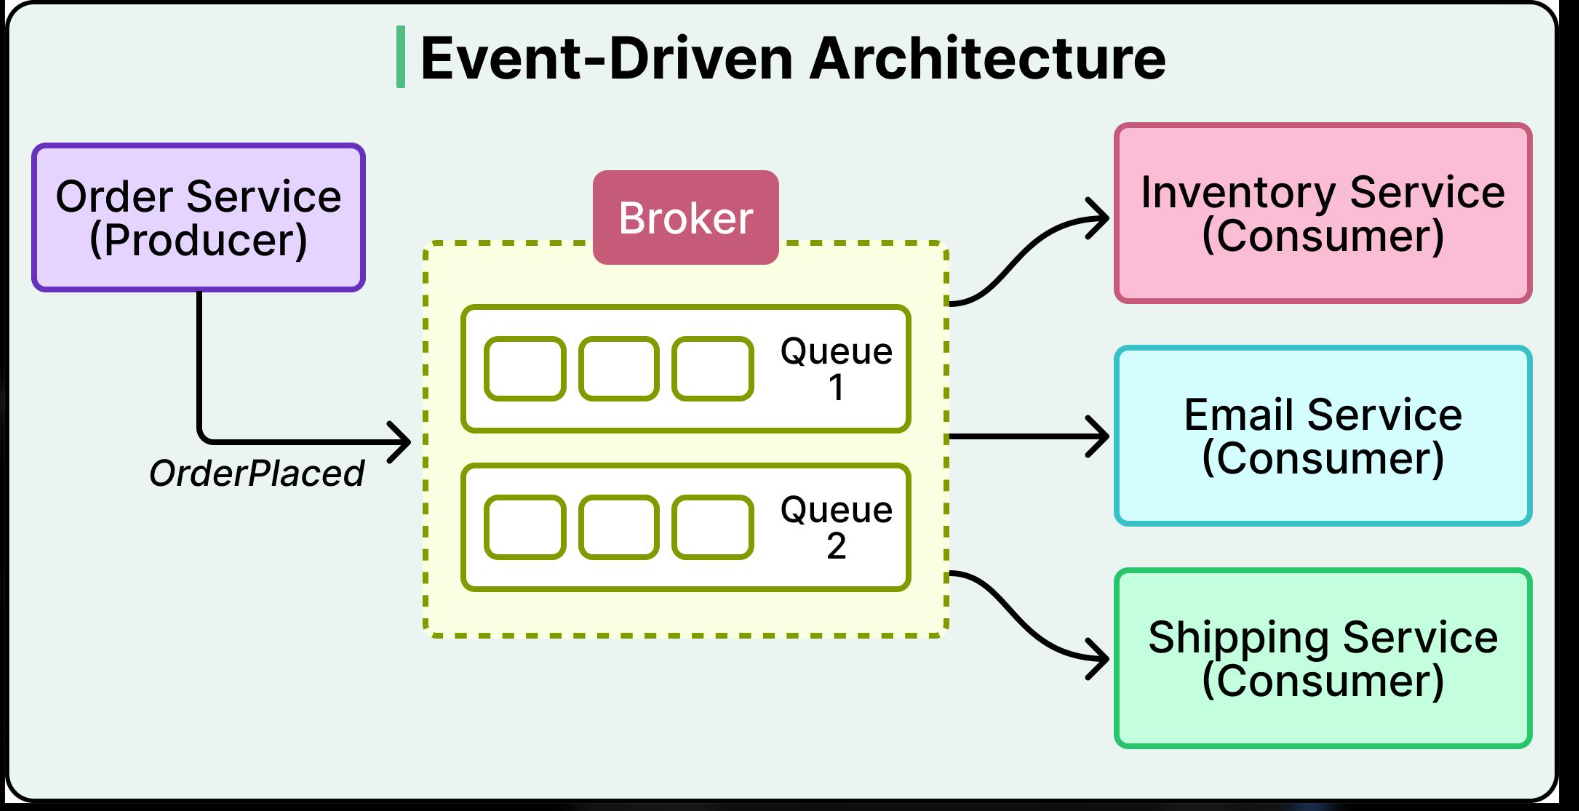 Event-Driven Architecture
Order Service
(Producer)
OrderPlaced
Broker
Queue
1
Queue
2
Inventory Service
(Consumer)
Email Service
(Consumer)
Shipping Service
(Consumer)